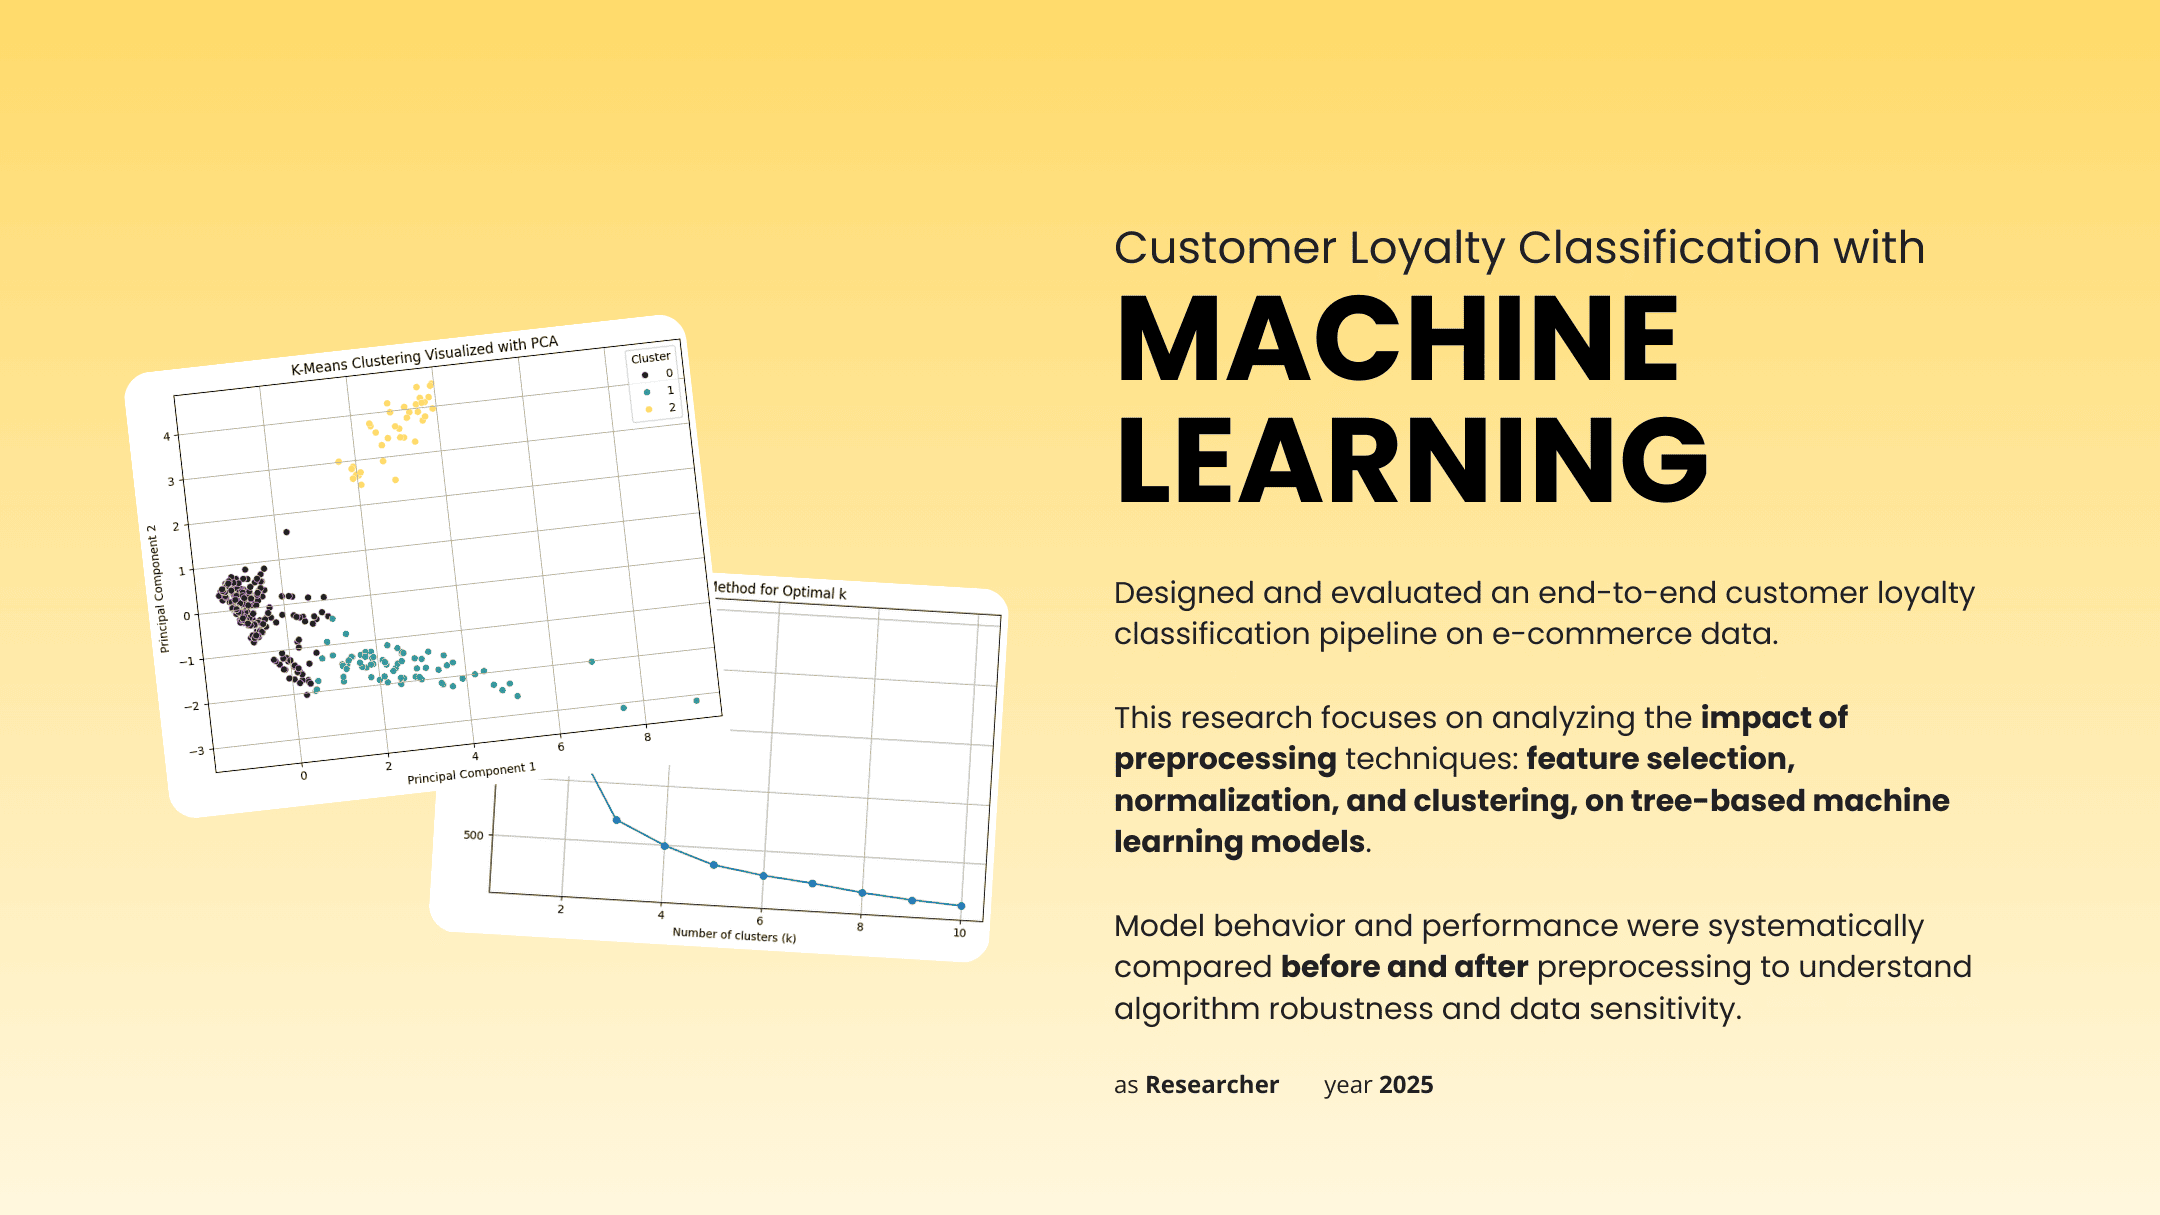 Customer Loyalty Classification with
MACHINE
LEARNING
Designed and evaluated an end-to-end customer loyalty
classification pipeline on e-commerce data.
This research focuses on analyzing the impact of
preprocessing techniques: feature selection,
normalization, and clustering, on tree-based machine
learning models.
Model behavior and performance were systematically
compared before and after preprocessing to understand
algorithm robustness and data sensitivity.
as Researcher year 2025
K-Means Clustering Visualized with PCA
Cluster
0
1
2
Principal Component 2
4
3
2
1
0
−1
−2
−3
0 2 4 6 8
Principal Component 1
Method for Optimal k
500
2 4 6 8 10
Number of clusters (k)